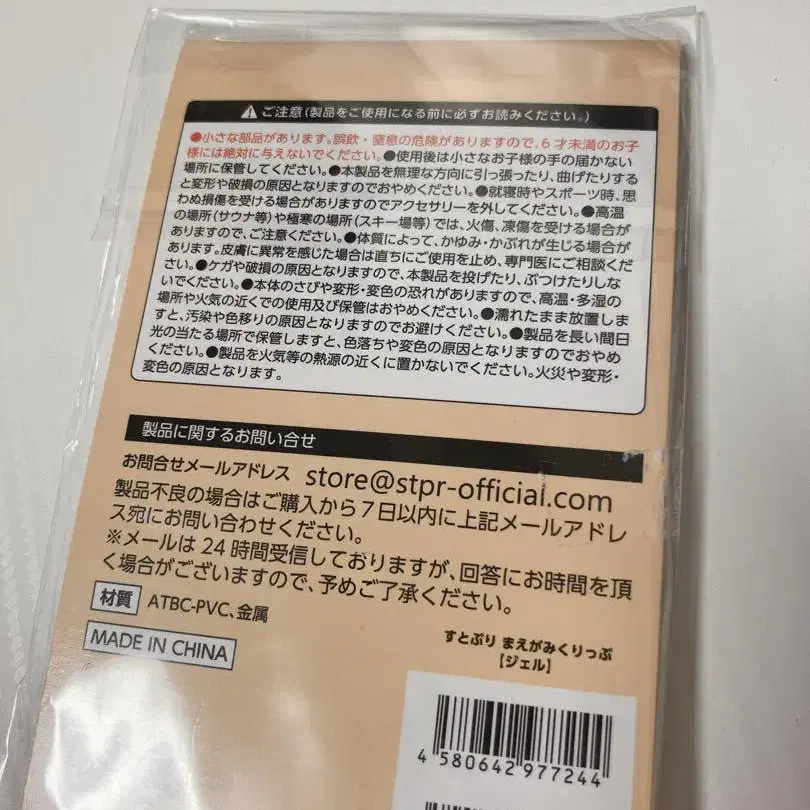 ご注意(製品をご使用になる前に必ずお読みください。)
●小さな部品があります。誤飲・窒息の危険がありますので、6才未満のお子
様には絶対に与えないでください。●使用後は小さなお子様の手の届かない
場所に保管してください。●本製品を無理な方向に引っ張ったり、曲げたりする
と変形や破損の原因となりますのでおやめください。●就寝時やスポーツ時、思
わぬ損傷を受ける場合がありますのでアクセサリーを外してください。●高温
の場所(サウナ等)や極寒の場所(スキー場等)では、火傷、凍傷を受ける場合が
ありますので、ご注意ください。●体質によって、かゆみ・かぶれが生じる場合が
あります。皮膚に異常を感じた場合は直ちにご使用を止め、専門医にご相談くださ
い。●ケガや破損の原因となりますので、本製品を投げたり、ぶつけたりしな
いでください。●本体のさびや変形・変色の恐れがありますので、高温・多湿の
場所や火気の近くでの使用及び保管はおやめください。●濡れたまま放置しま
すと、汚染や色移りの原因となりますのでお避けください。●製品を長い間日
光の当たる場所で保管しますと、色落ちや変色の原因となりますのでおやめ
ください。●製品を火気等の熱源の近くに置かないでください。火災や変形・
変色の原因となります。
製品に関するお問い合せ
お問合せメールアドレス store@stpr-official.com
製品不良の場合はご購入から7日以内に上記メールアドレ
ス宛にお問い合わせください。
※メールは24時間受信しておりますが、回答にお時間を頂
く場合がございますので、予めご了承ください。
材質 ATBC-PVC、金属
MADE IN CHINA
すとぷり まえがみくりっぷ
【ジェル】
4 580642 977244